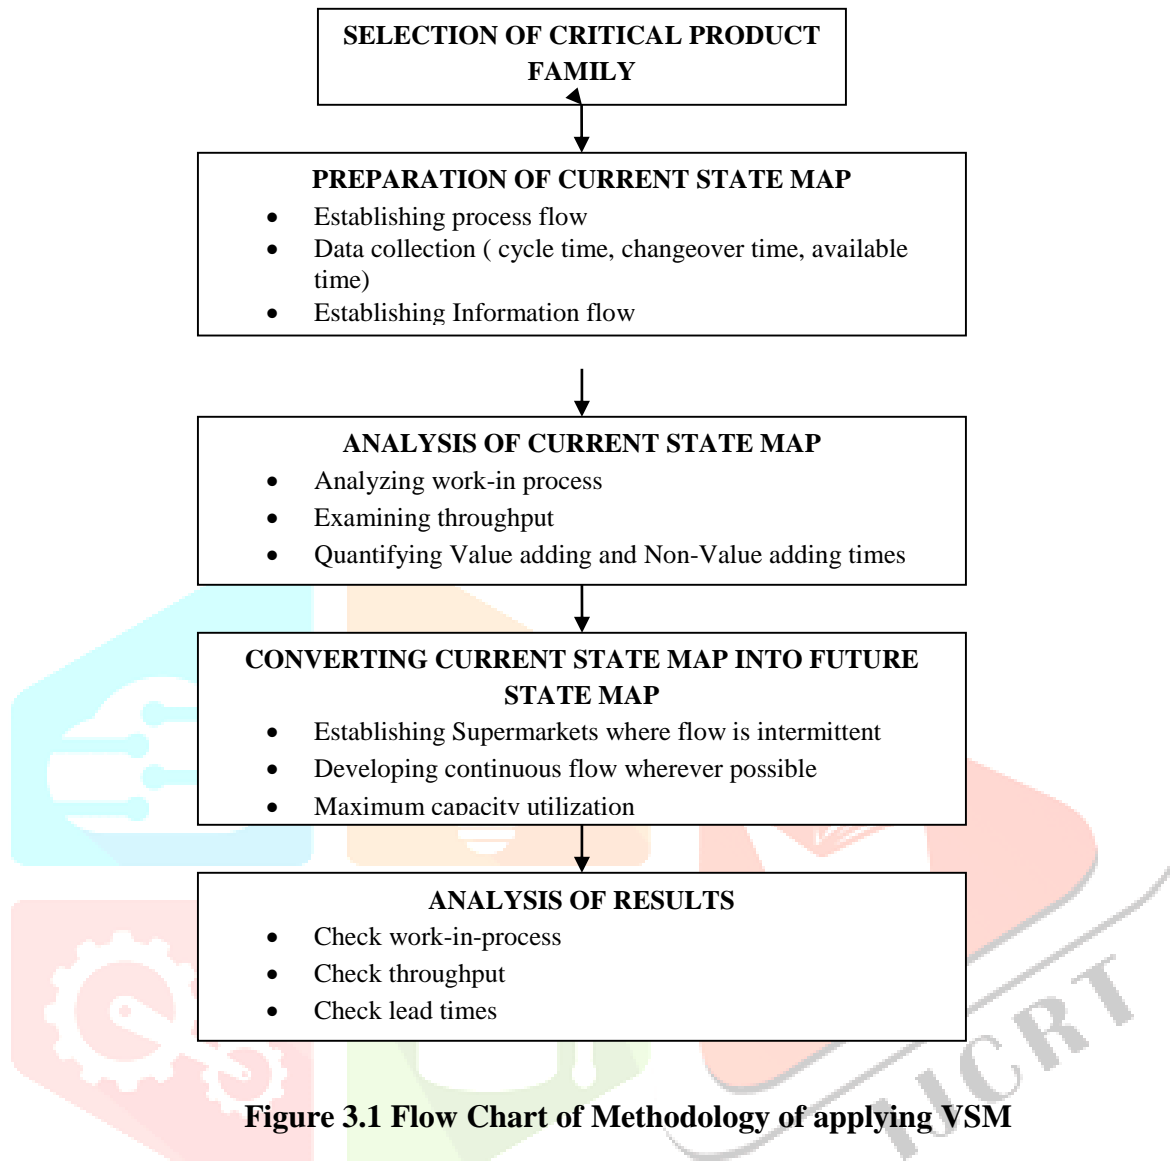 SELECTION OF CRITICAL PRODUCT
FAMILY
PREPARATION OF CURRENT STATE MAP
• Establishing process flow
• Data collection ( cycle time, changeover time, available
time)
• Establishing Information flow
ANALYSIS OF CURRENT STATE MAP
• Analyzing work-in process
• Examining throughput
• Quantifying Value adding and Non-Value adding times
CONVERTING CURRENT STATE MAP INTO FUTURE
STATE MAP
• Establishing Supermarkets where flow is intermittent
• Developing continuous flow wherever possible
• Maximum capacity utilization
ANALYSIS OF RESULTS
• Check work-in-process
• Check throughput
• Check lead times
IJCRT
Figure 3.1 Flow Chart of Methodology of applying VSM